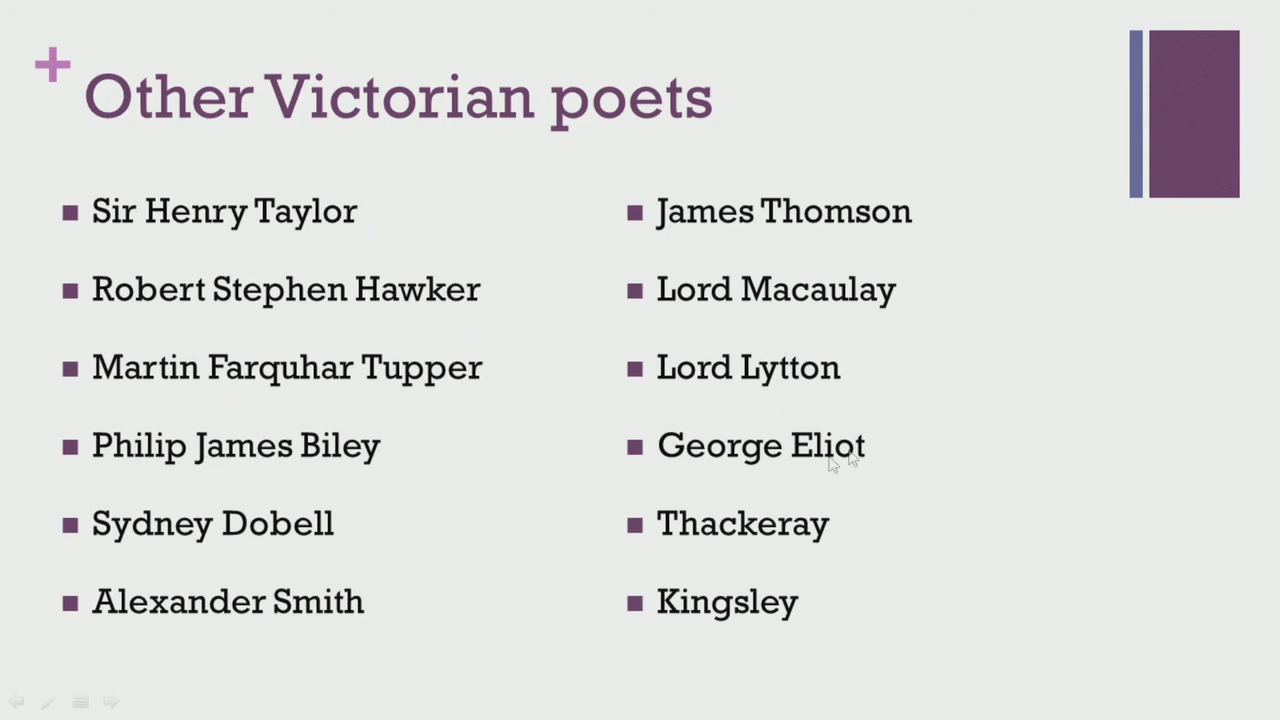 +
Other Victorian poets
Sir Henry Taylor
Robert Stephen Hawker
Martin Farquhar Tupper
Philip James Biley
Sydney Dobell
Alexander Smith
James Thomson
Lord Macaulay
Lord Lytton
George Eliot
Thackeray
Kingsley